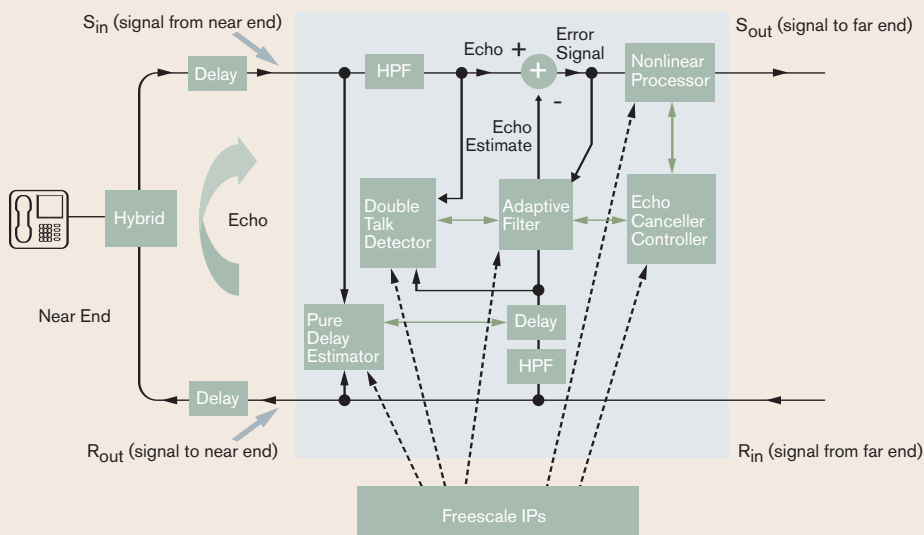 Sin (signal from near end)
Sout (signal to far end)
Delay
HPF
Echo
+
+
Error
Signal
Nonlinear
Processor
-
Echo
Estimate
Hybrid
Echo
Double
Talk
Detector
Adaptive
Filter
Echo
Canceller
Controller
Near End
Pure
Delay
Estimator
Delay
HPF
Delay
Rout (signal to near end)
Rin (signal from far end)
Freescale IPs